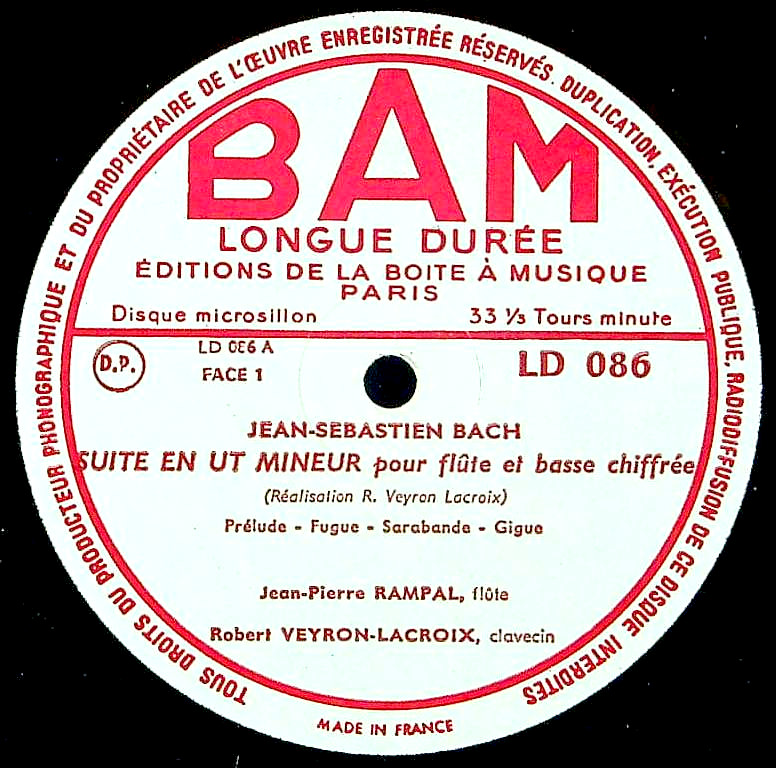 TOUS DROITS DU PRODUCTEUR PHONOGRAPHIQUE ET DU PROPRIÉTAIRE DE L'ŒUVRE ENREGISTRÉE RÉSERVÉS. DUPLICATION, EXÉCUTION PUBLIQUE, RADIODIFFUSION DE CE DISQUE INTERDITES
BAM
LONGUE DURÉE
ÉDITIONS DE LA BOITE À MUSIQUE
PARIS
Disque microsillon 33 ⅓ Tours minute
D.P. LD 086 A LD 086
FACE 1
JEAN-SEBASTIEN BACH
SUITE EN UT MINEUR pour flûte et basse chiffrée
(Réalisation R. Veyron Lacroix)
Prélude - Fugue - Sarabande - Gigue
Jean-Pierre RAMPAL, flûte
Robert VEYRON-LACROIX, clavecin
MADE IN FRANCE